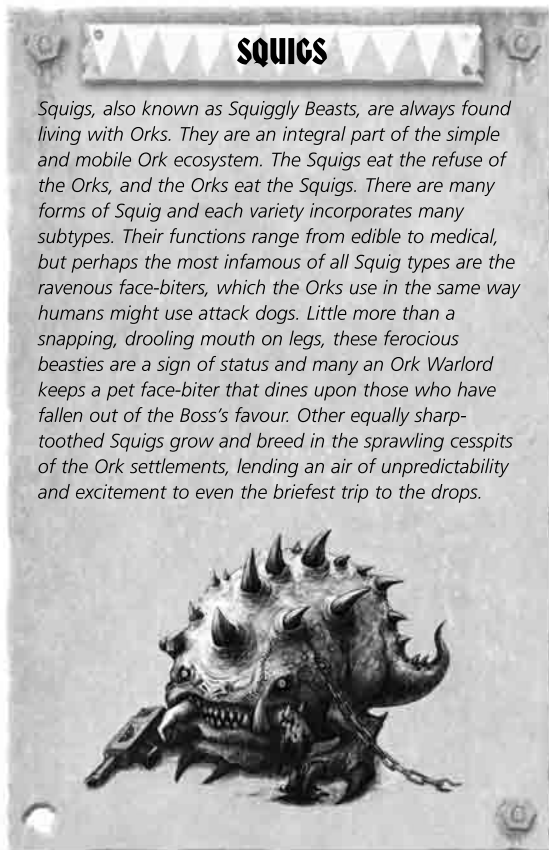 SQUIGS
Squigs, also known as Squiggly Beasts, are always found
living with Orks. They are an integral part of the simple
and mobile Ork ecosystem. The Squigs eat the refuse of
the Orks, and the Orks eat the Squigs. There are many
forms of Squig and each variety incorporates many
subtypes. Their functions range from edible to medical,
but perhaps the most infamous of all Squig types are the
ravenous face-biters, which the Orks use in the same way
humans might use attack dogs. Little more than a
snapping, drooling mouth on legs, these ferocious
beasties are a sign of status and many an Ork Warlord
keeps a pet face-biter that dines upon those who have
fallen out of the Boss’s favour. Other equally sharp-
toothed Squigs grow and breed in the sprawling cesspits
of the Ork settlements, lending an air of unpredictability
and excitement to even the briefest trip to the drops.